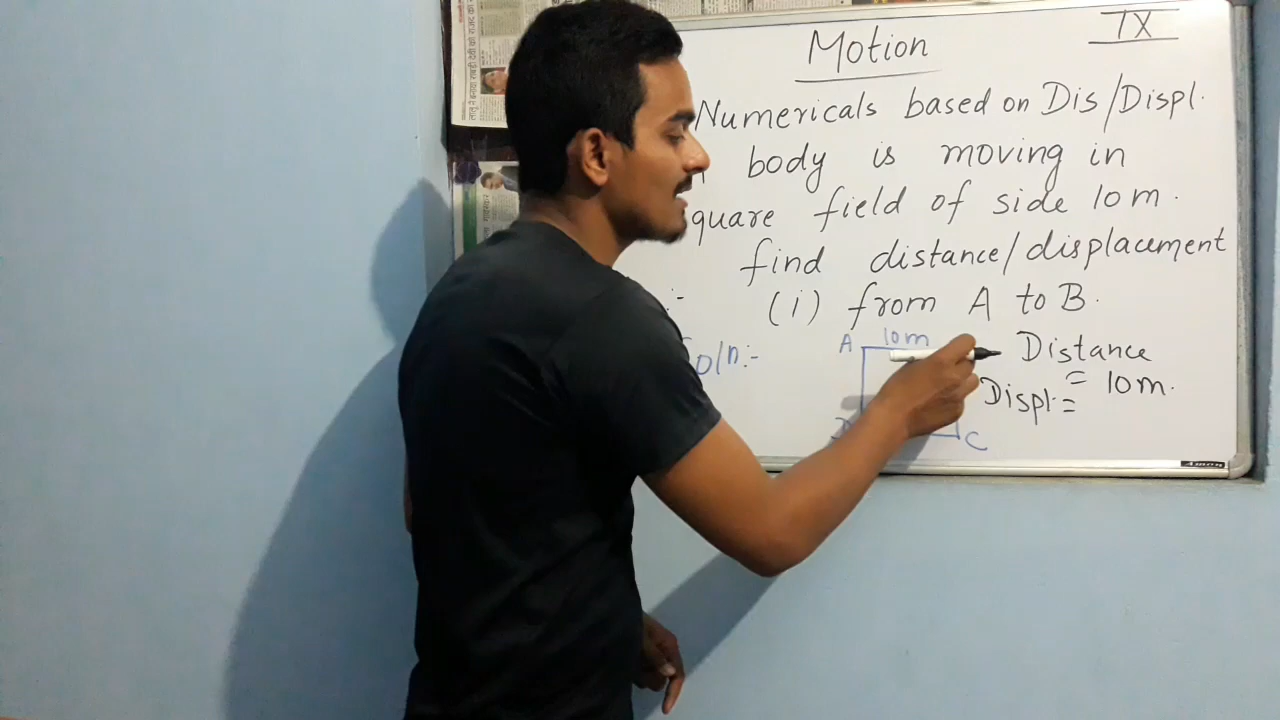 Motion
IX
Numericals based on Dis/Displ.
body is moving in
quare field of side 10m.
find distance/displacement
:- (i) from A to B.
Soln:-
A 10m
Distance
= 10m.
Displ. =
C